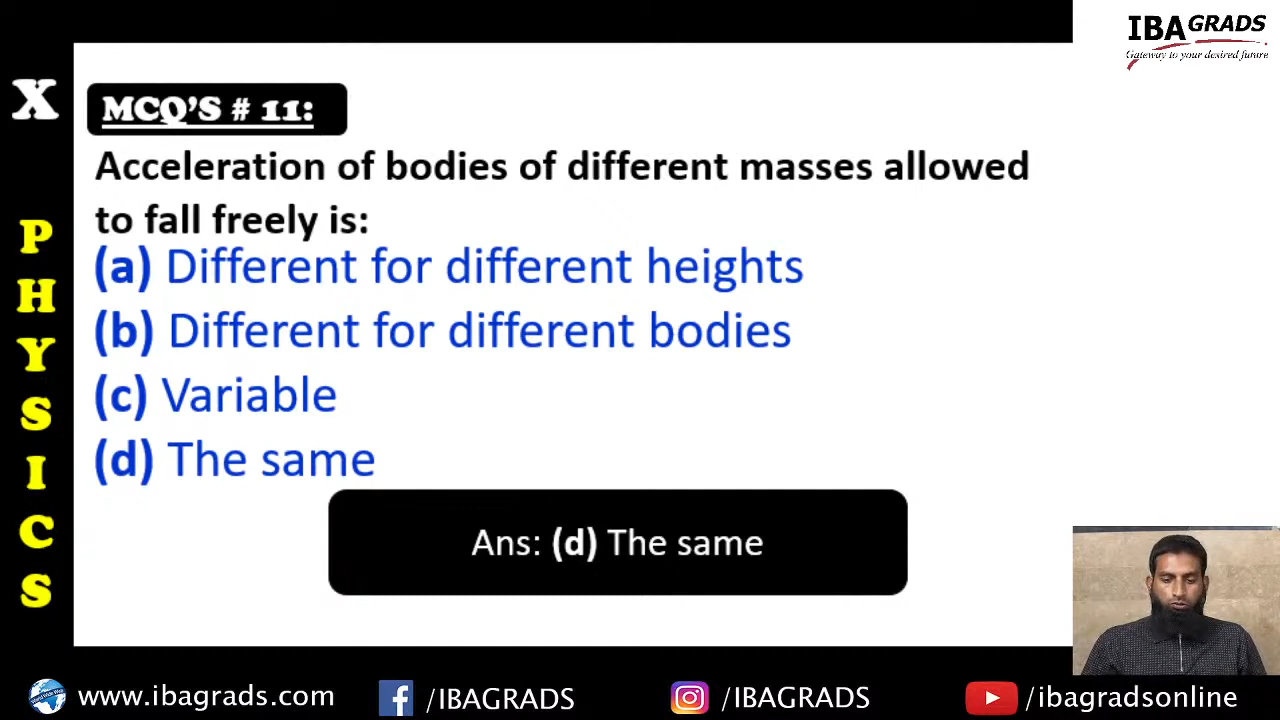 IBA GRADS
Gateway to your desired future
X
PHYSICS
MCQ'S # 11:
Acceleration of bodies of different masses allowed
to fall freely is:
(a) Different for different heights
(b) Different for different bodies
(c) Variable
(d) The same
Ans: (d) The same
www.ibagrads.com
/IBAGRADS
/IBAGRADS
/ibagradsonline